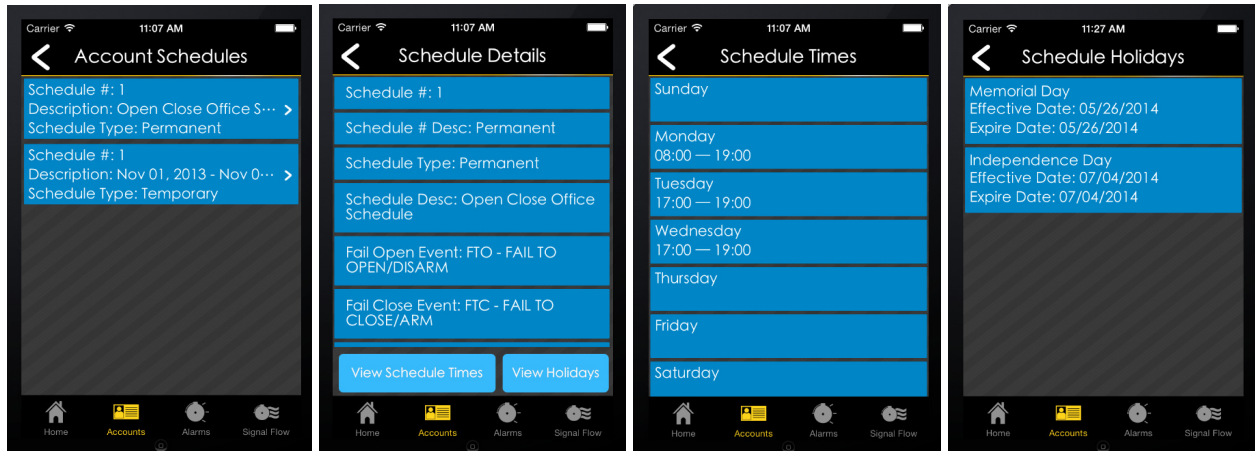 Carrier 11:07 AM
Account Schedules
Schedule #: 1
Description: Open Close Office S···
Schedule Type: Permanent
Schedule #: 1
Description: Nov 01, 2013 - Nov 0···
Schedule Type: Temporary
Home Accounts Alarms Signal Flow
Carrier 11:07 AM
Schedule Details
Schedule #: 1
Schedule # Desc: Permanent
Schedule Type: Permanent
Schedule Desc: Open Close Office
Schedule
Fail Open Event: FTO - FAIL TO
OPEN/DISARM
Fail Close Event: FTC - FAIL TO
CLOSE/ARM
View Schedule Times View Holidays
Home Accounts Alarms Signal Flow
Carrier 11:07 AM
Schedule Times
Sunday
Monday
08:00 — 19:00
Tuesday
17:00 — 19:00
Wednesday
17:00 — 19:00
Thursday
Friday
Saturday
Home Accounts Alarms Signal Flow
Carrier 11:27 AM
Schedule Holidays
Memorial Day
Effective Date: 05/26/2014
Expire Date: 05/26/2014
Independence Day
Effective Date: 07/04/2014
Expire Date: 07/04/2014
Home Accounts Alarms Signal Flow